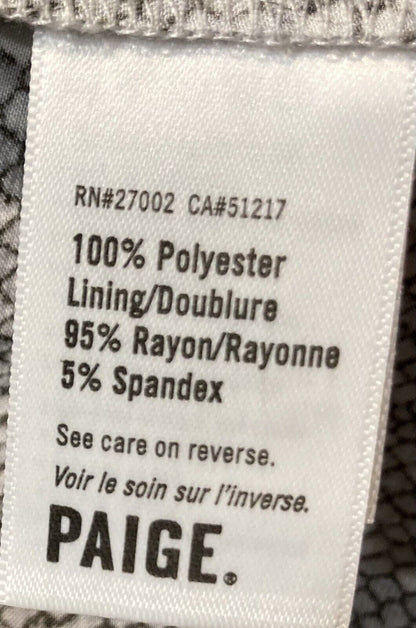 RN#27002 CA#51217
100% Polyester
Lining/Doublure
95% Rayon/Rayonne
5% Spandex
See care on reverse.
Voir le soin sur l'inverse.
PAIGE.®